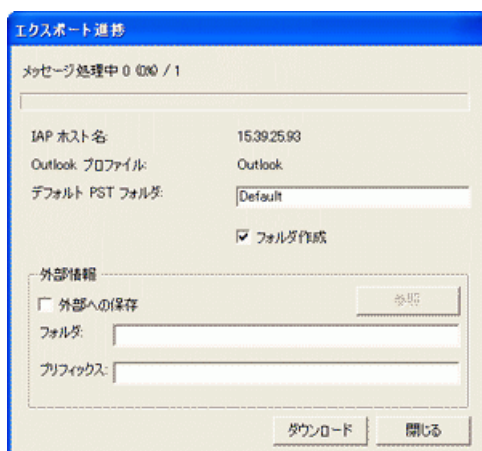 エクスポート進捗
メッセージ処理中 0 (0%) / 1
IAP ホスト名: 15.39.25.93
Outlook プロファイル: Outlook
デフォルト PST フォルダ: Default
フォルダ作成
外部情報
外部への保存 参照
フォルダ:
プリフィックス:
ダウンロード 閉じる